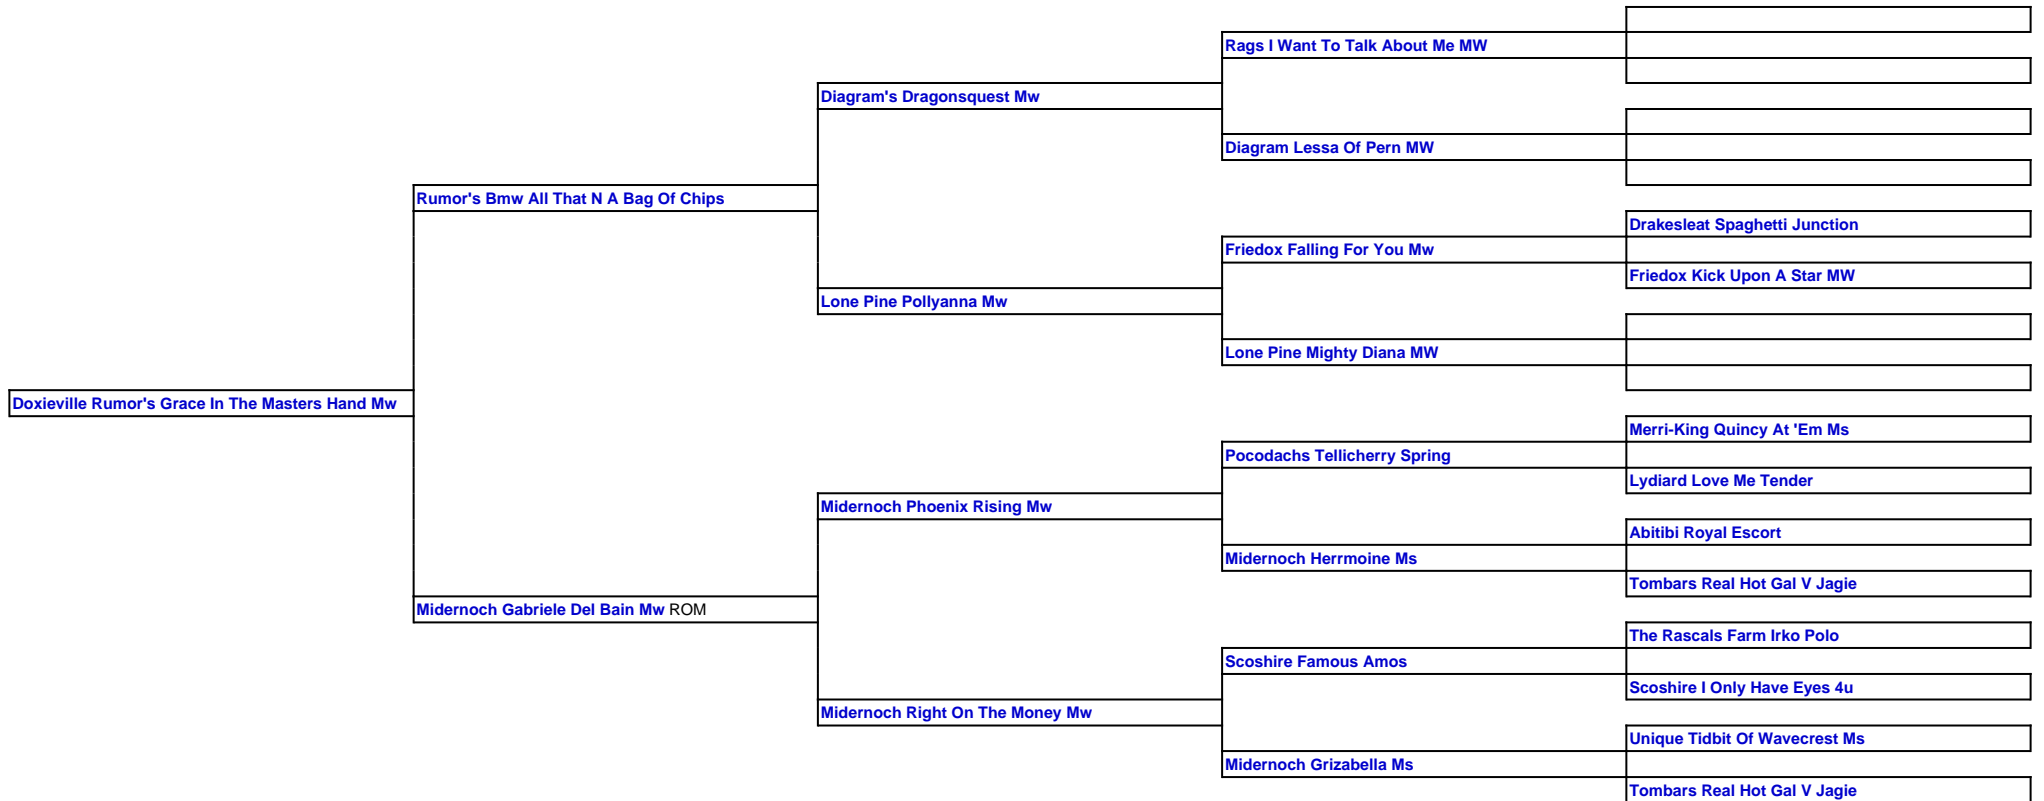 Rags I Want To Talk About Me MW
Diagram's Dragonsquest Mw
Diagram Lessa Of Pern MW
Rumor's Bmw All That N A Bag Of Chips
Drakesleat Spaghetti Junction
Friedox Falling For You Mw
Friedox Kick Upon A Star MW
Lone Pine Pollyanna Mw
Lone Pine Mighty Diana MW
Doxieville Rumor's Grace In The Masters Hand Mw
Merri-King Quincy At 'Em Ms
Pocodachs Tellicherry Spring
Lydiard Love Me Tender
Midernoch Phoenix Rising Mw
Abitibi Royal Escort
Midernoch Herrmoine Ms
Tombars Real Hot Gal V Jagie
Midernoch Gabriele Del Bain Mw ROM
The Rascals Farm Irko Polo
Scoshire Famous Amos
Scoshire I Only Have Eyes 4u
Midernoch Right On The Money Mw
Unique Tidbit Of Wavecrest Ms
Midernoch Grizabella Ms
Tombars Real Hot Gal V Jagie